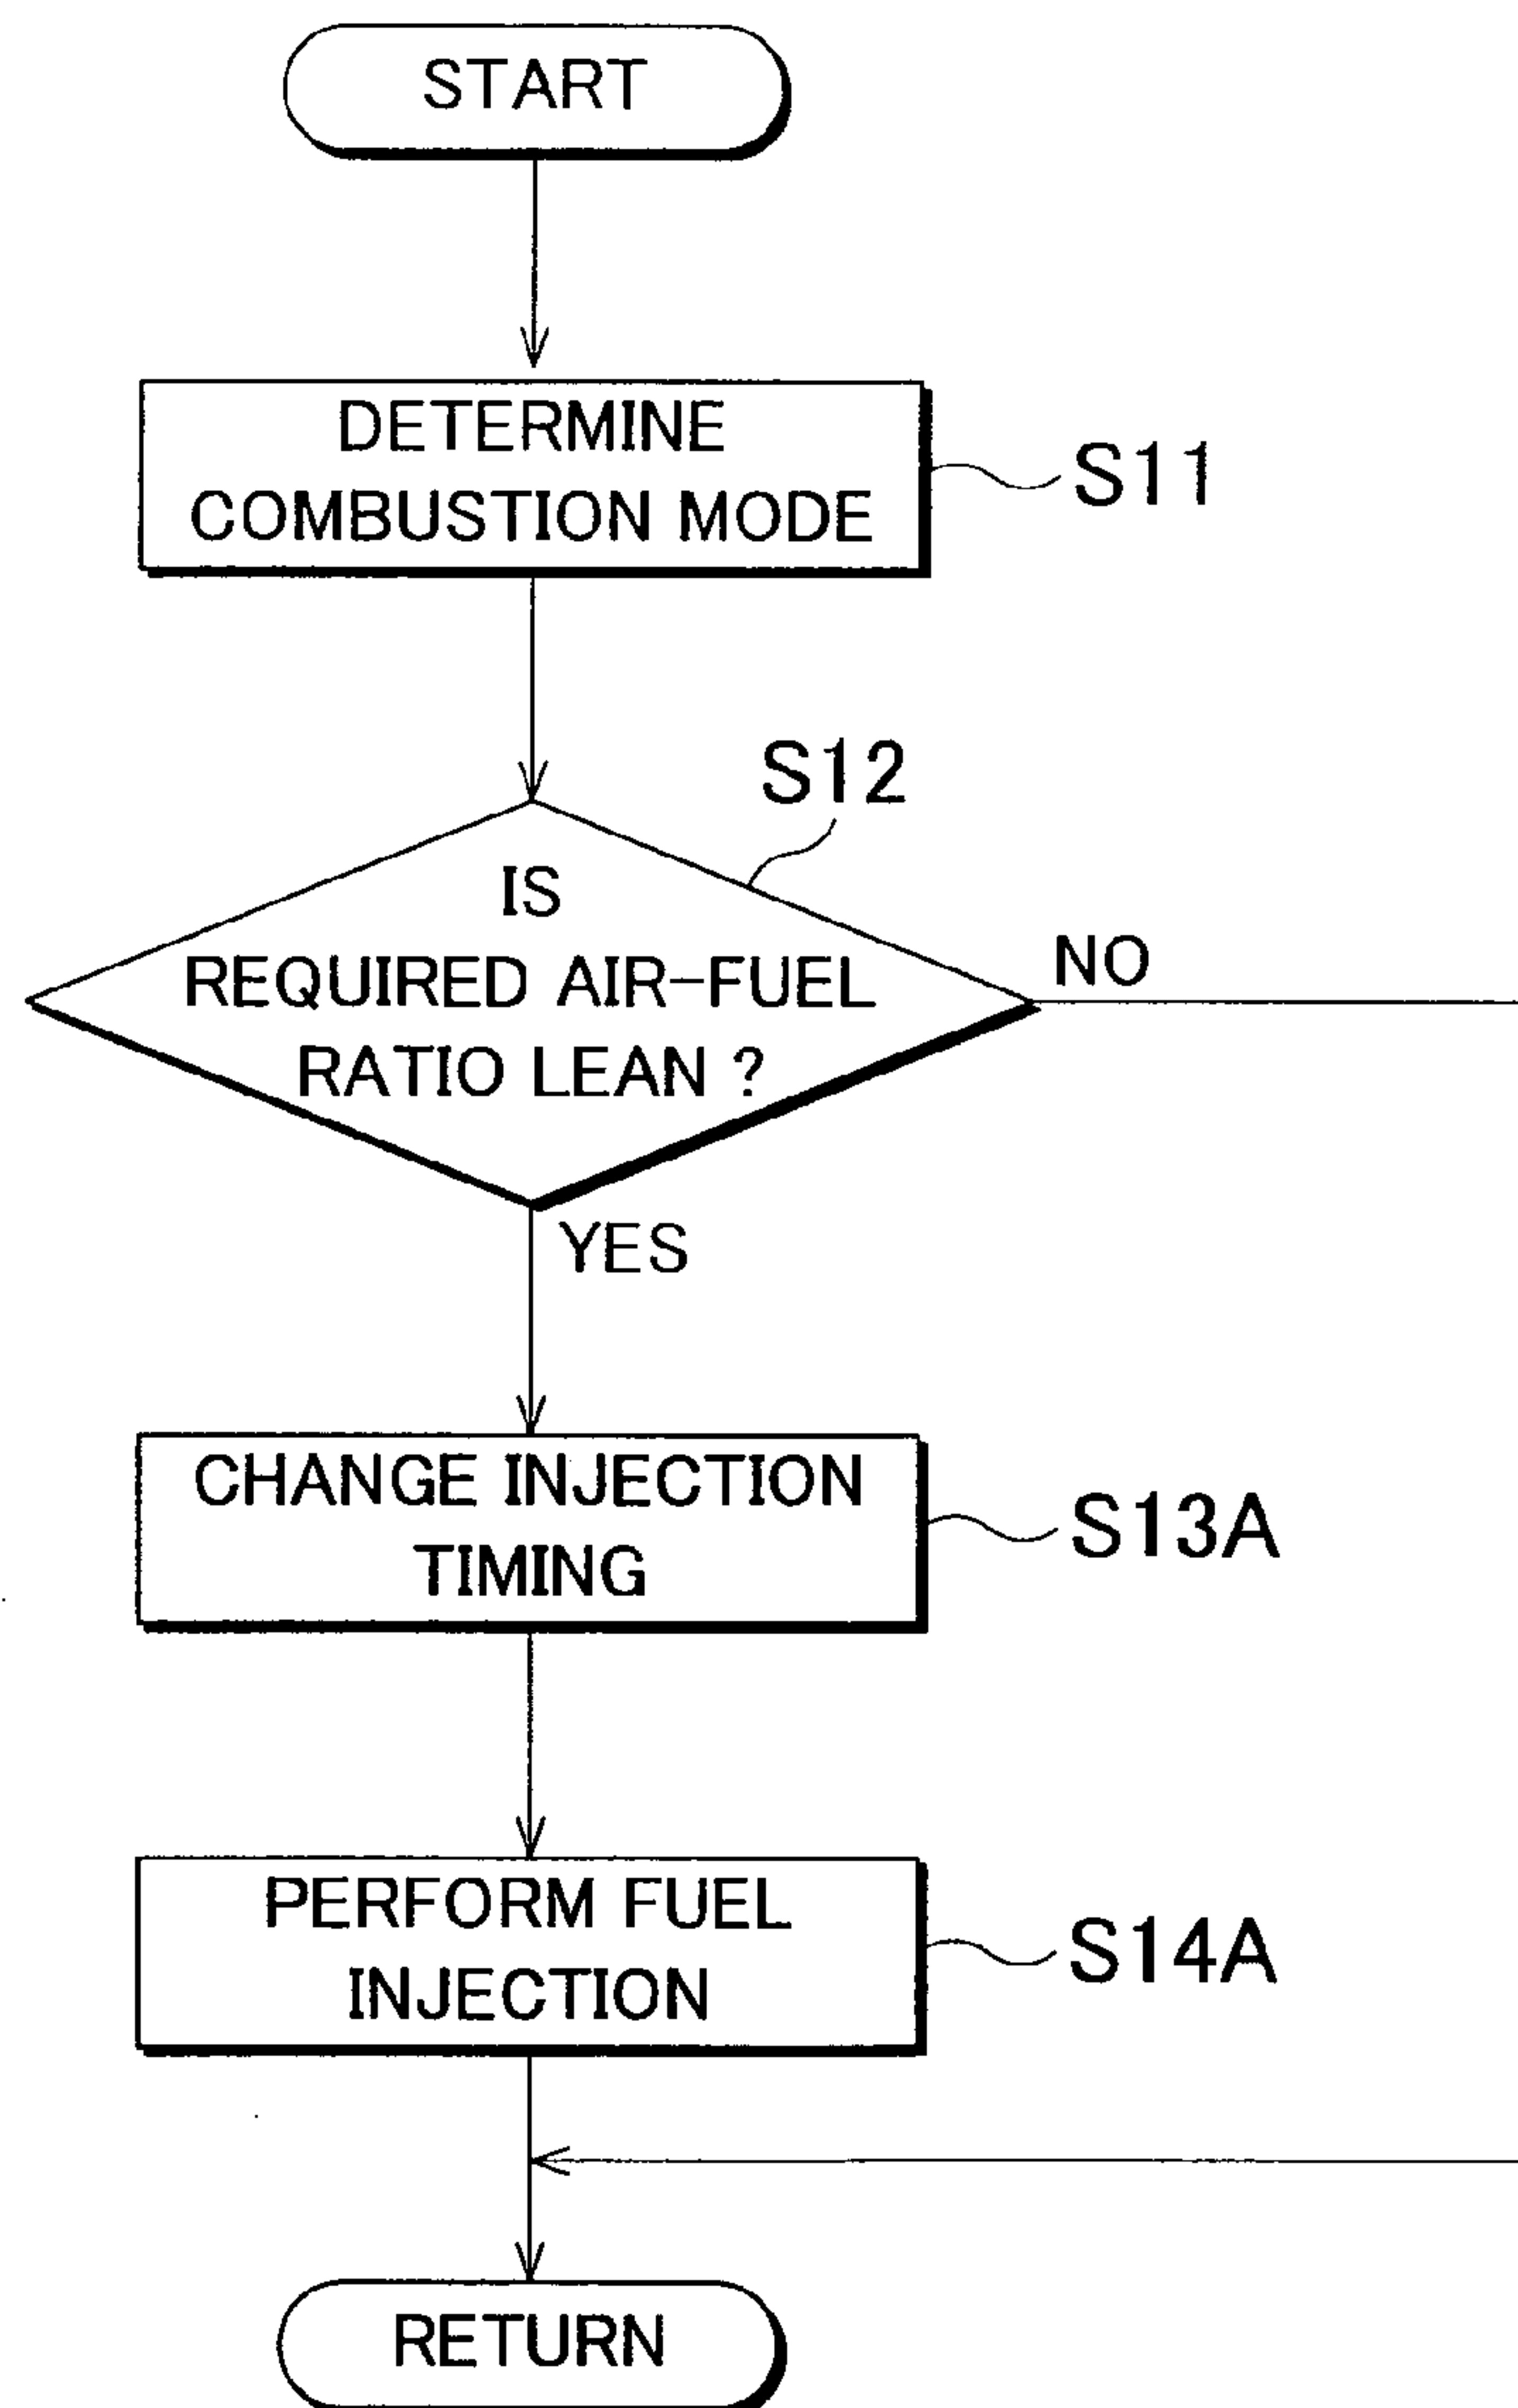 START
DETERMINE
COMBUSTION MODE
S11
S12
IS
REQUIRED AIR-FUEL
RATIO LEAN ?
NO
YES
CHANGE INJECTION
TIMING
S13A
PERFORM FUEL
INJECTION
S14A
RETURN